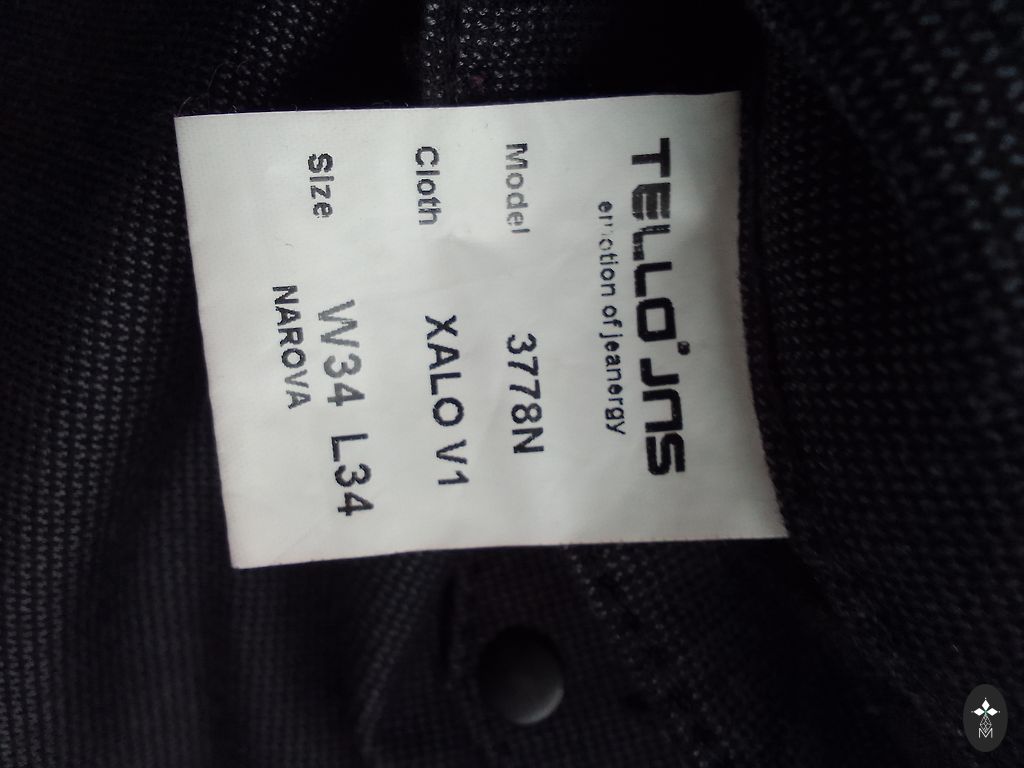 TELLO JNS
emotion of jeanergy
Model 3778N
Cloth XALO V1
Size W34 L34
NAROVA
M